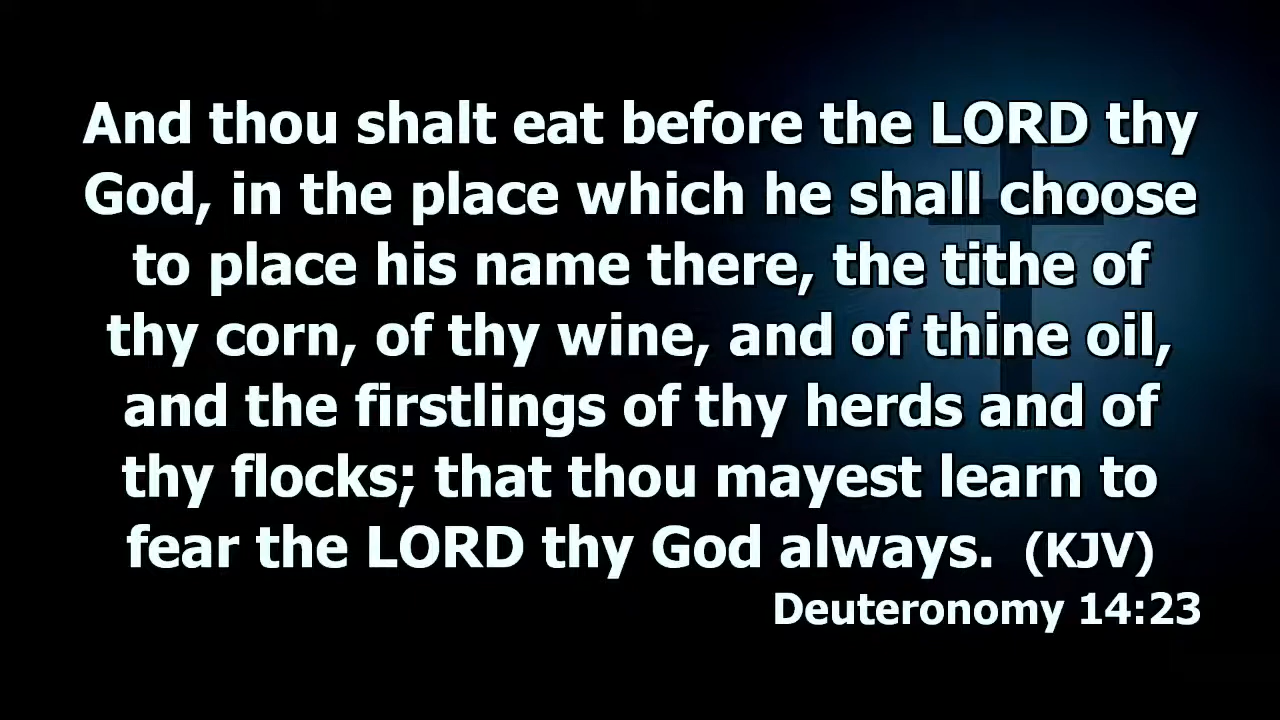 And thou shalt eat before the LORD thy
God, in the place which he shall choose
to place his name there, the tithe of
thy corn, of thy wine, and of thine oil,
and the firstlings of thy herds and of
thy flocks; that thou mayest learn to
fear the LORD thy God always. (KJV)
Deuteronomy 14:23